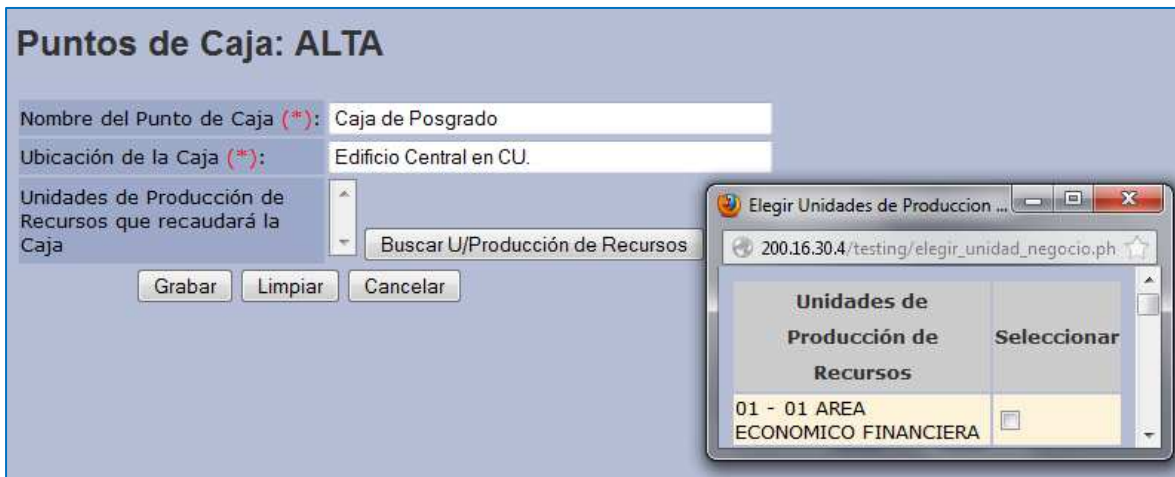 Puntos de Caja: ALTA
Nombre del Punto de Caja (*): Caja de Posgrado
Ubicación de la Caja (*): Edificio Central en CU.
Unidades de Producción de
Recursos que recaudará la
Caja
Buscar U/Producción de Recursos
Grabar Limpiar Cancelar
Elegir Unidades de Produccion ...
200.16.30.4/testing/elegir_unidad_negocio.ph
Unidades de
Producción de
Recursos
Seleccionar
01 - 01 AREA
ECONOMICO FINANCIERA